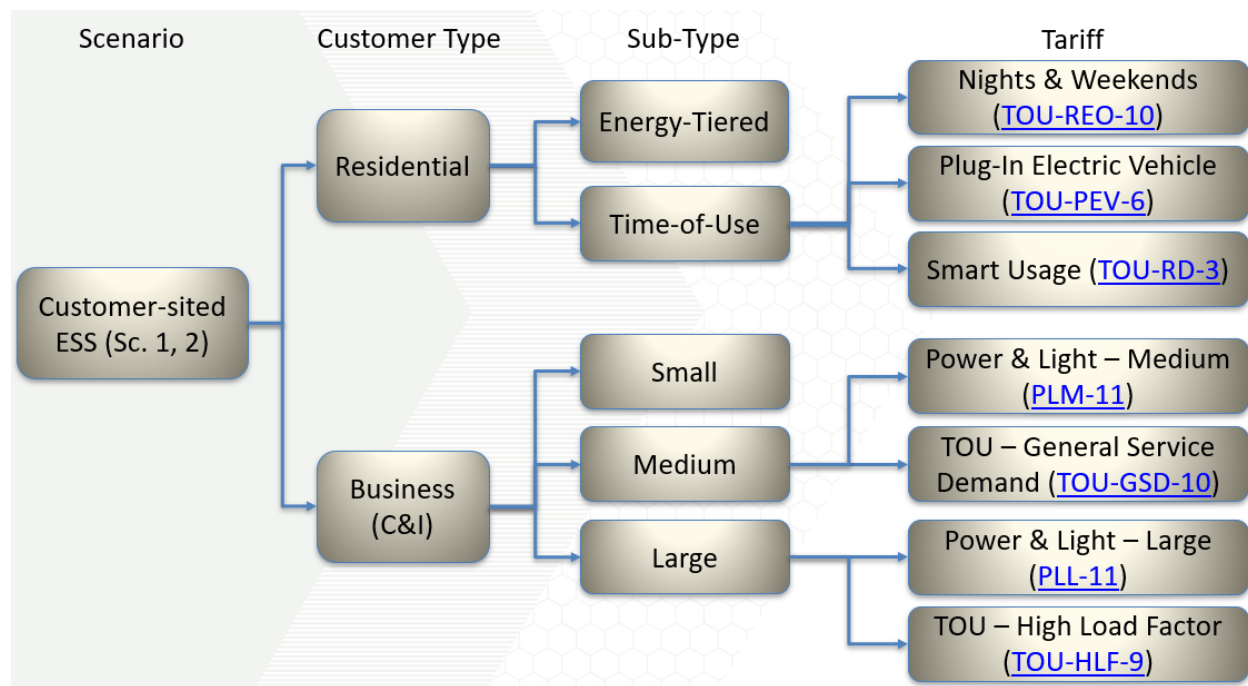 Scenario
Customer Type
Sub-Type
Tariff
Customer-sited
ESS (Sc. 1, 2)
Residential
Business
(C&I)
Energy-Tiered
Time-of-Use
Small
Medium
Large
Nights & Weekends
(TOU-REO-10)
Plug-In Electric Vehicle
(TOU-PEV-6)
Smart Usage (TOU-RD-3)
Power & Light – Medium
(PLM-11)
TOU – General Service
Demand (TOU-GSD-10)
Power & Light – Large
(PLL-11)
TOU – High Load Factor
(TOU-HLF-9)